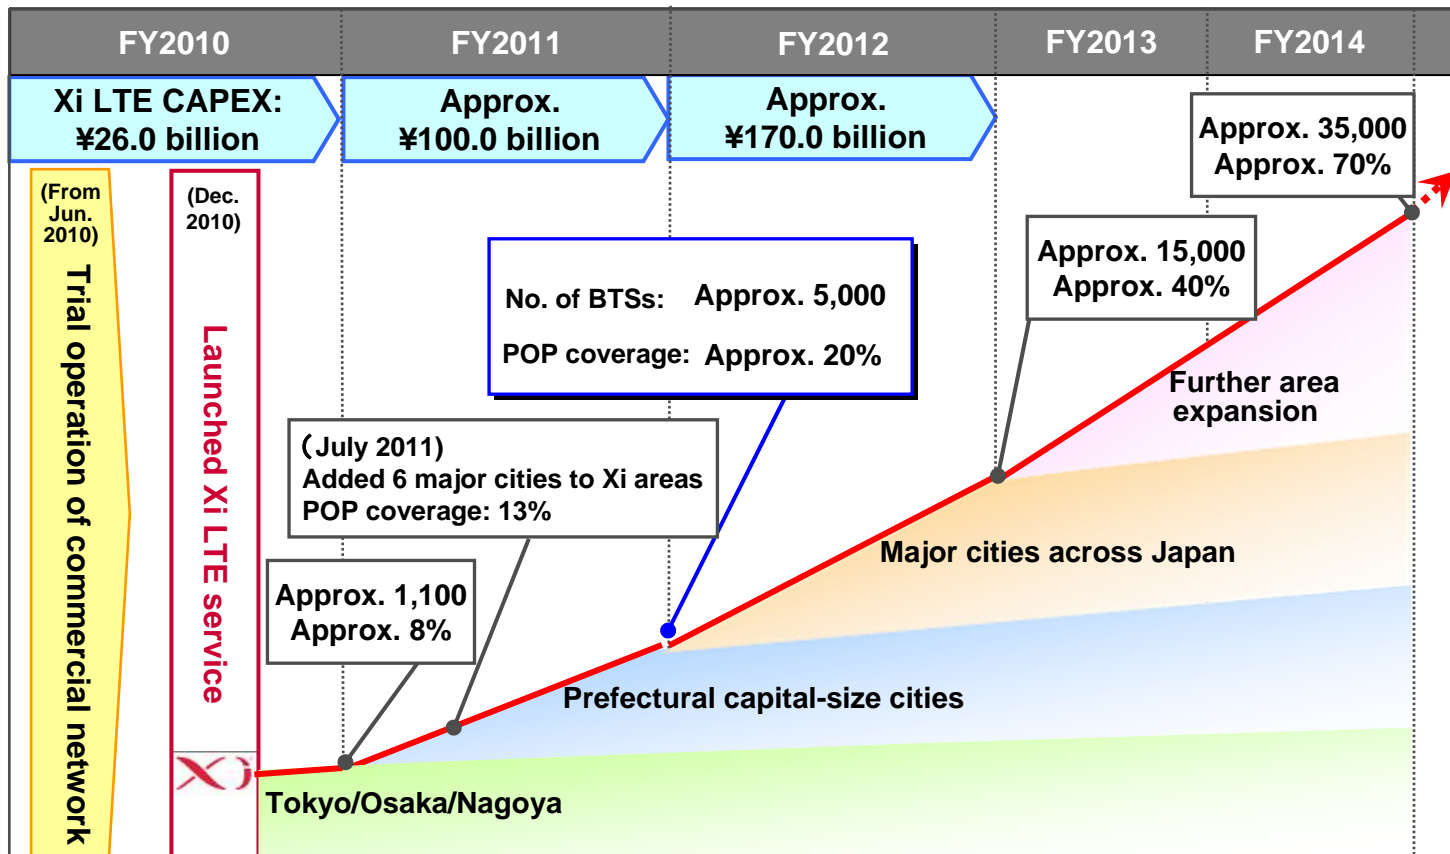 FY2010
FY2011
FY2012
FY2013
FY2014
Xi LTE CAPEX:
¥26.0 billion
Approx.
¥100.0 billion
Approx.
¥170.0 billion
Approx. 35,000
Approx. 70%
(From
Jun.
2010)
Trial operation of commercial network
(Dec.
2010)
Launched Xi LTE service
Xi
Approx. 15,000
Approx. 40%
No. of BTSs: Approx. 5,000
POP coverage: Approx. 20%
Further area
expansion
(July 2011)
Added 6 major cities to Xi areas
POP coverage: 13%
Major cities across Japan
Approx. 1,100
Approx. 8%
Prefectural capital-size cities
Tokyo/Osaka/Nagoya